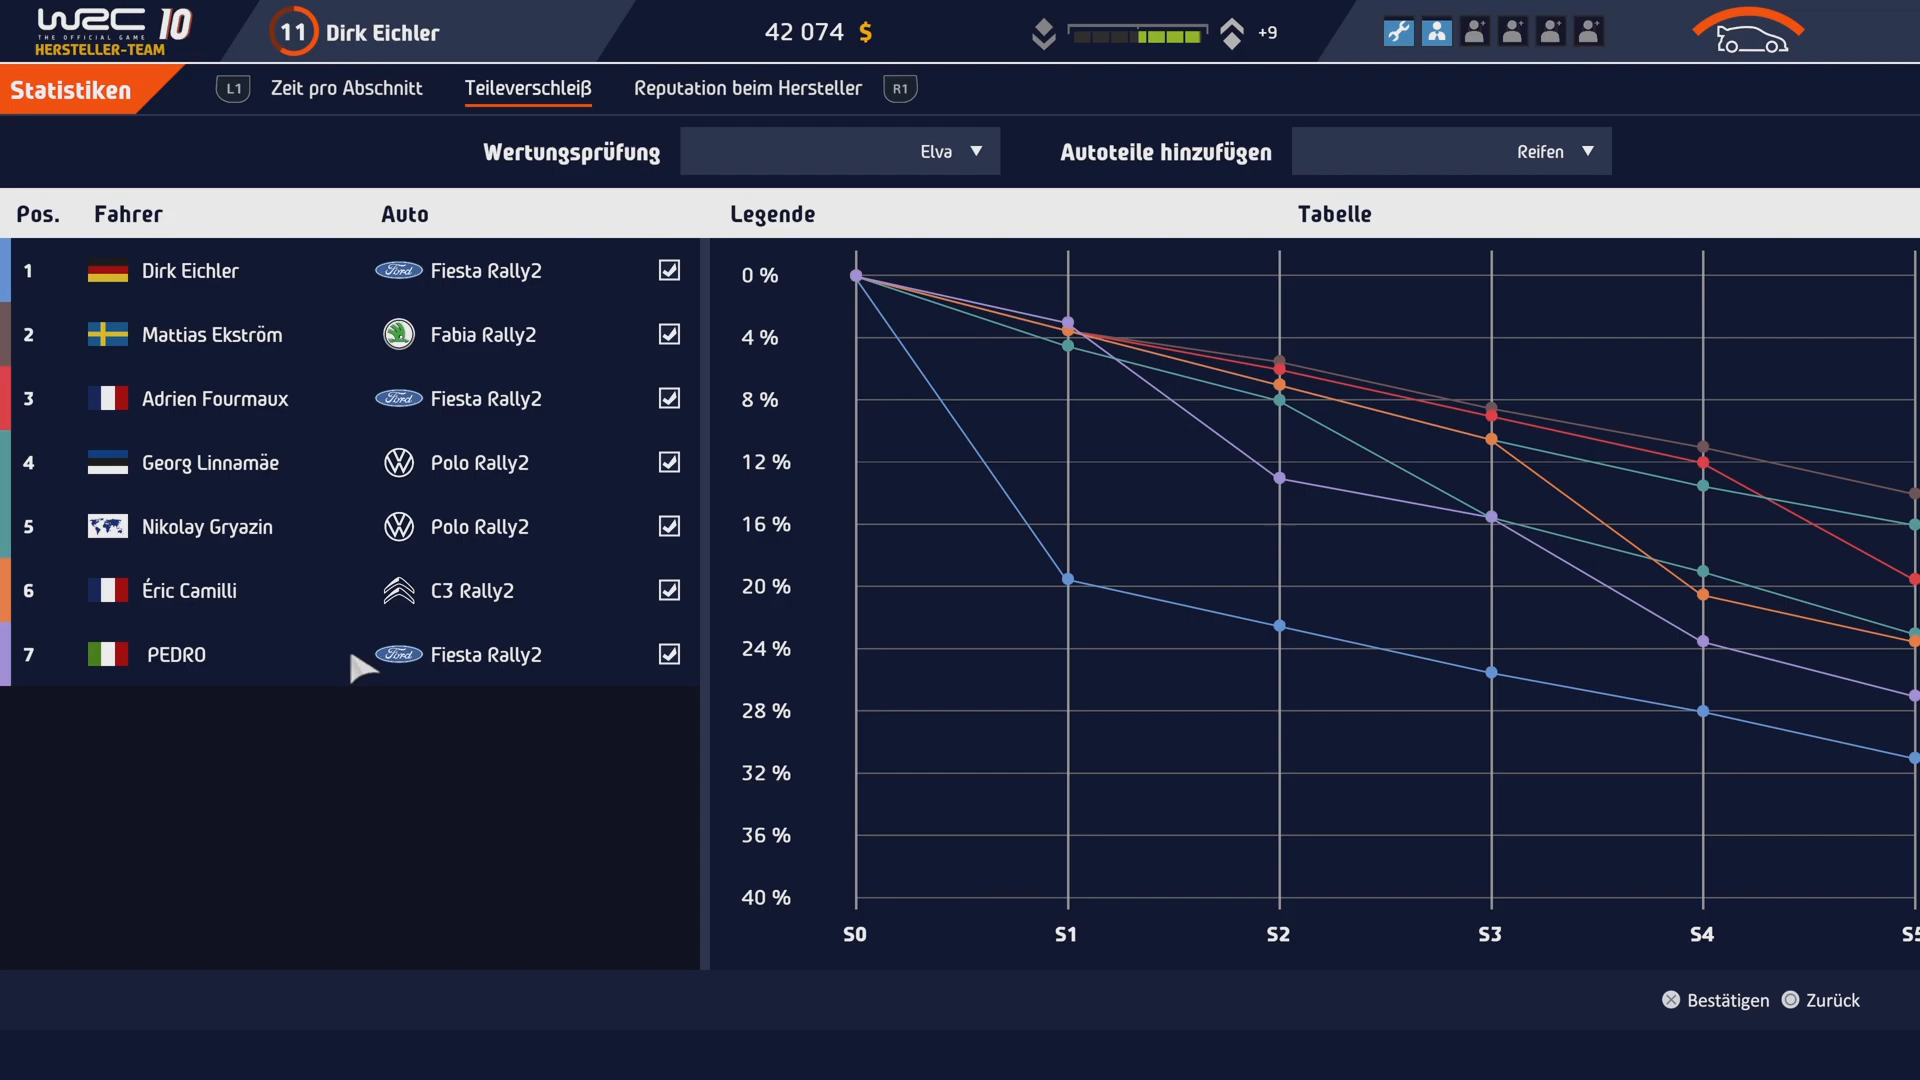 WRC 10
THE OFFICIAL GAME
HERSTELLER-TEAM
11 Dirk Eichler
42 074 $
+9
Statistiken
L1 Zeit pro Abschnitt Teileverschleiß Reputation beim Hersteller R1
Wertungsprüfung Elva ▼ Autoteile hinzufügen Reifen ▼
Pos. Fahrer Auto Legende Tabelle
1 Dirk Eichler Ford Fiesta Rally2
2 Mattias Ekström Fabia Rally2
3 Adrien Fourmaux Ford Fiesta Rally2
4 Georg Linnamäe Polo Rally2
5 Nikolay Gryazin Polo Rally2
6 Éric Camilli C3 Rally2
7 PEDRO Ford Fiesta Rally2
0 %
4 %
8 %
12 %
16 %
20 %
24 %
28 %
32 %
36 %
40 %
S0 S1 S2 S3 S4 S5
Bestätigen Zurück